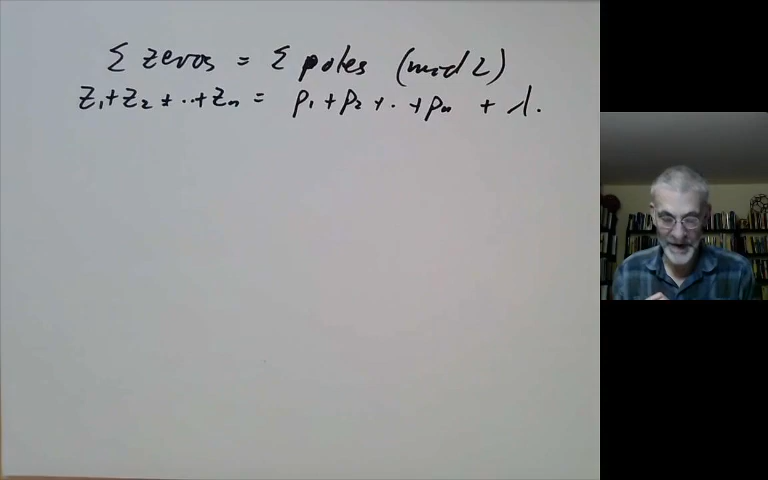 Σ zeros = Σ poles (mod L)
z₁+z₂+..+zₙ = p₁+p₂+..+pₙ + λ.